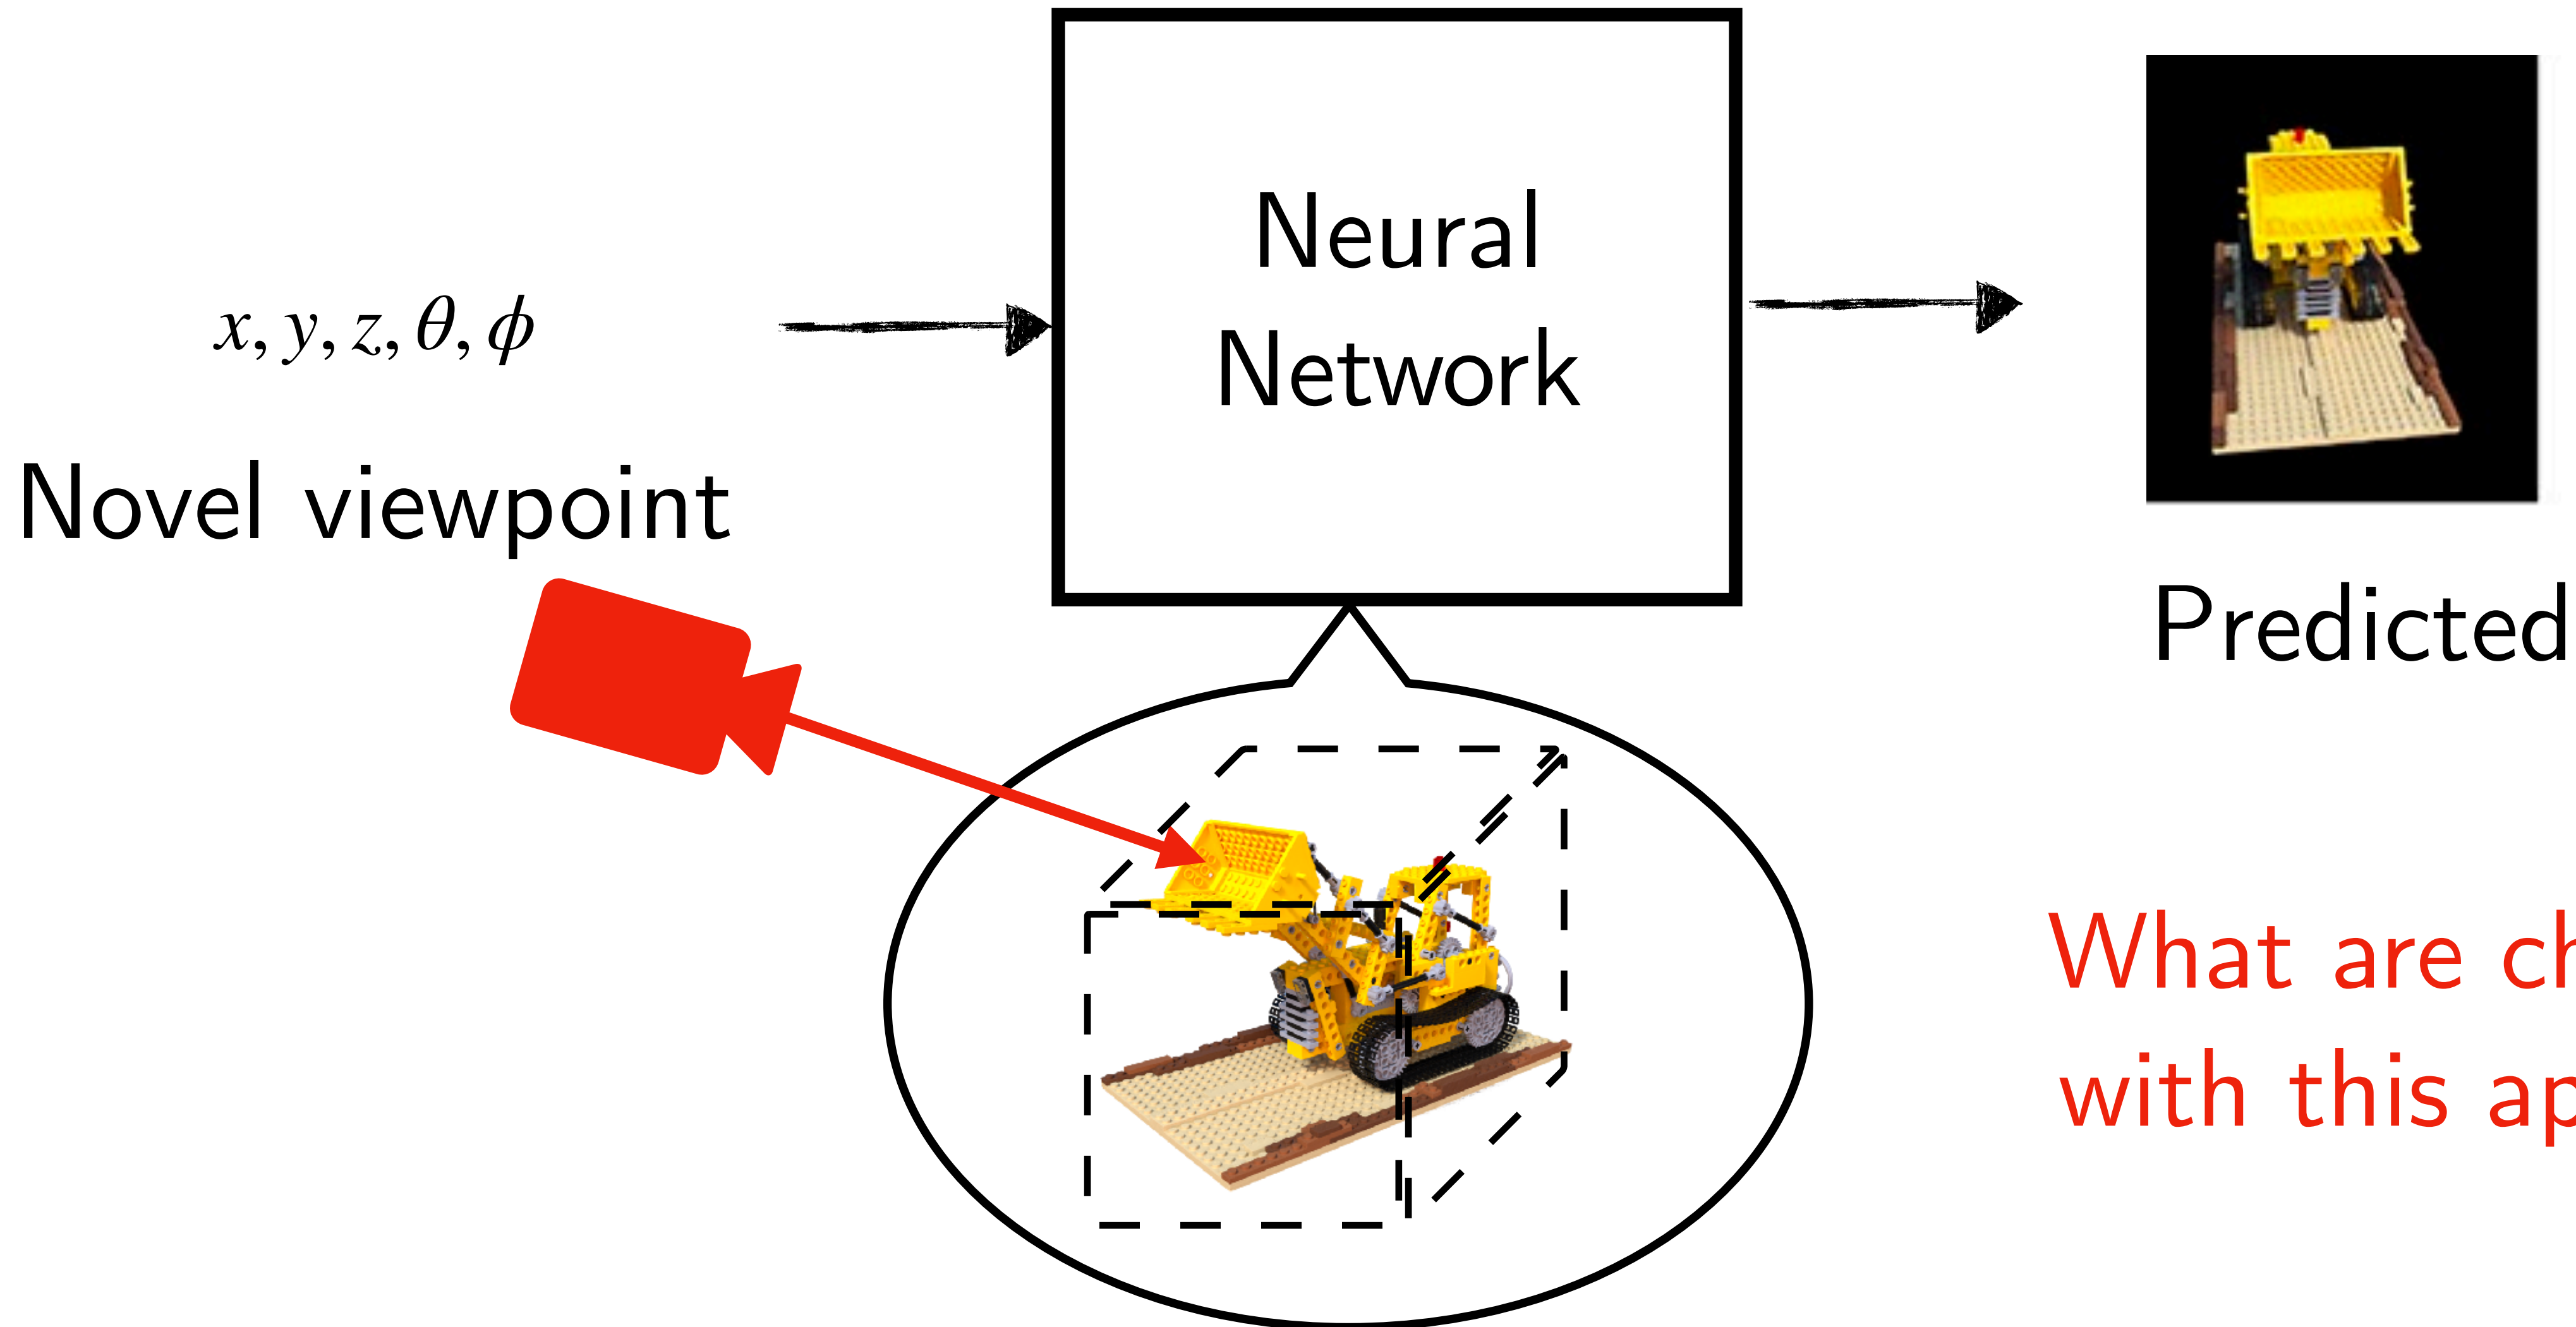 x, y, z, θ, ϕ
Novel viewpoint
Neural
Network
Predicted
What are
with this